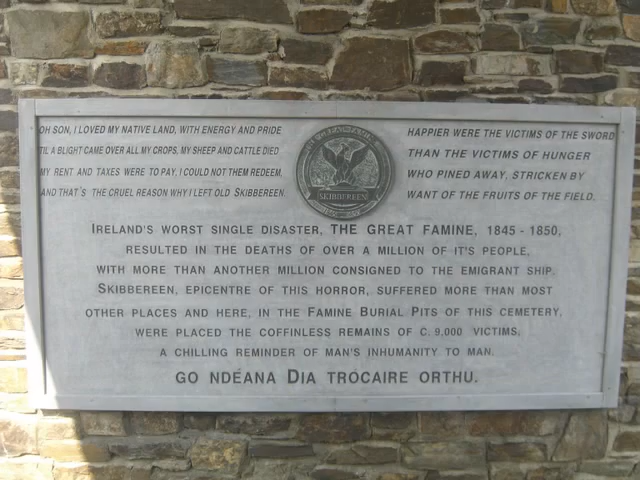 OH SON, I LOVED MY NATIVE LAND, WITH ENERGY AND PRIDE
'TIL A BLIGHT CAME OVER ALL MY CROPS, MY SHEEP AND CATTLE DIED
MY RENT AND TAXES WERE TO PAY, I COULD NOT THEM REDEEM,
AND THAT'S THE CRUEL REASON WHY I LEFT OLD SKIBBEREEN.
SKIBBEREEN
HAPPIER WERE THE VICTIMS OF THE SWORD
THAN THE VICTIMS OF HUNGER
WHO PINED AWAY, STRICKEN BY
WANT OF THE FRUITS OF THE FIELD.
IRELAND'S WORST SINGLE DISASTER, THE GREAT FAMINE, 1845 - 1850,
RESULTED IN THE DEATHS OF OVER A MILLION OF IT'S PEOPLE,
WITH MORE THAN ANOTHER MILLION CONSIGNED TO THE EMIGRANT SHIP.
SKIBBEREEN, EPICENTRE OF THIS HORROR, SUFFERED MORE THAN MOST
OTHER PLACES AND HERE, IN THE FAMINE BURIAL PITS OF THIS CEMETERY,
WERE PLACED THE COFFINLESS REMAINS OF C. 9,000 VICTIMS,
A CHILLING REMINDER OF MAN'S INHUMANITY TO MAN.
GO NDÉANA DIA TRÓCAIRE ORTHU.